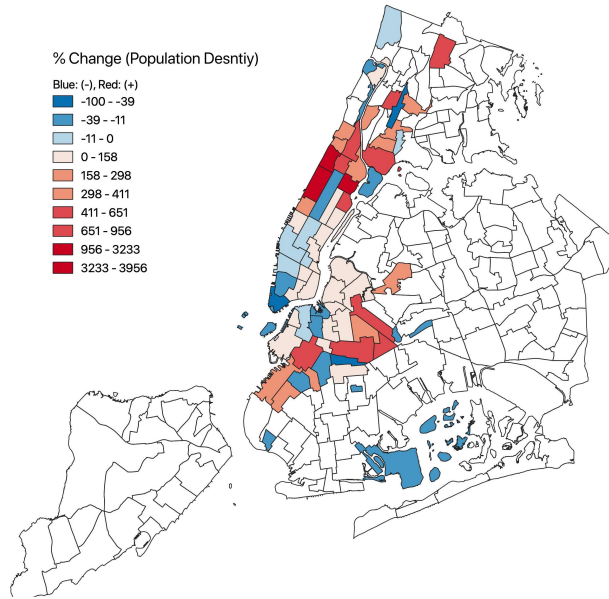 % Change (Population Desntiy)
Blue: (-), Red: (+)
-100 - -39
-39 - -11
-11 - 0
0 - 158
158 - 298
298 - 411
411 - 651
651 - 956
956 - 3233
3233 - 3956